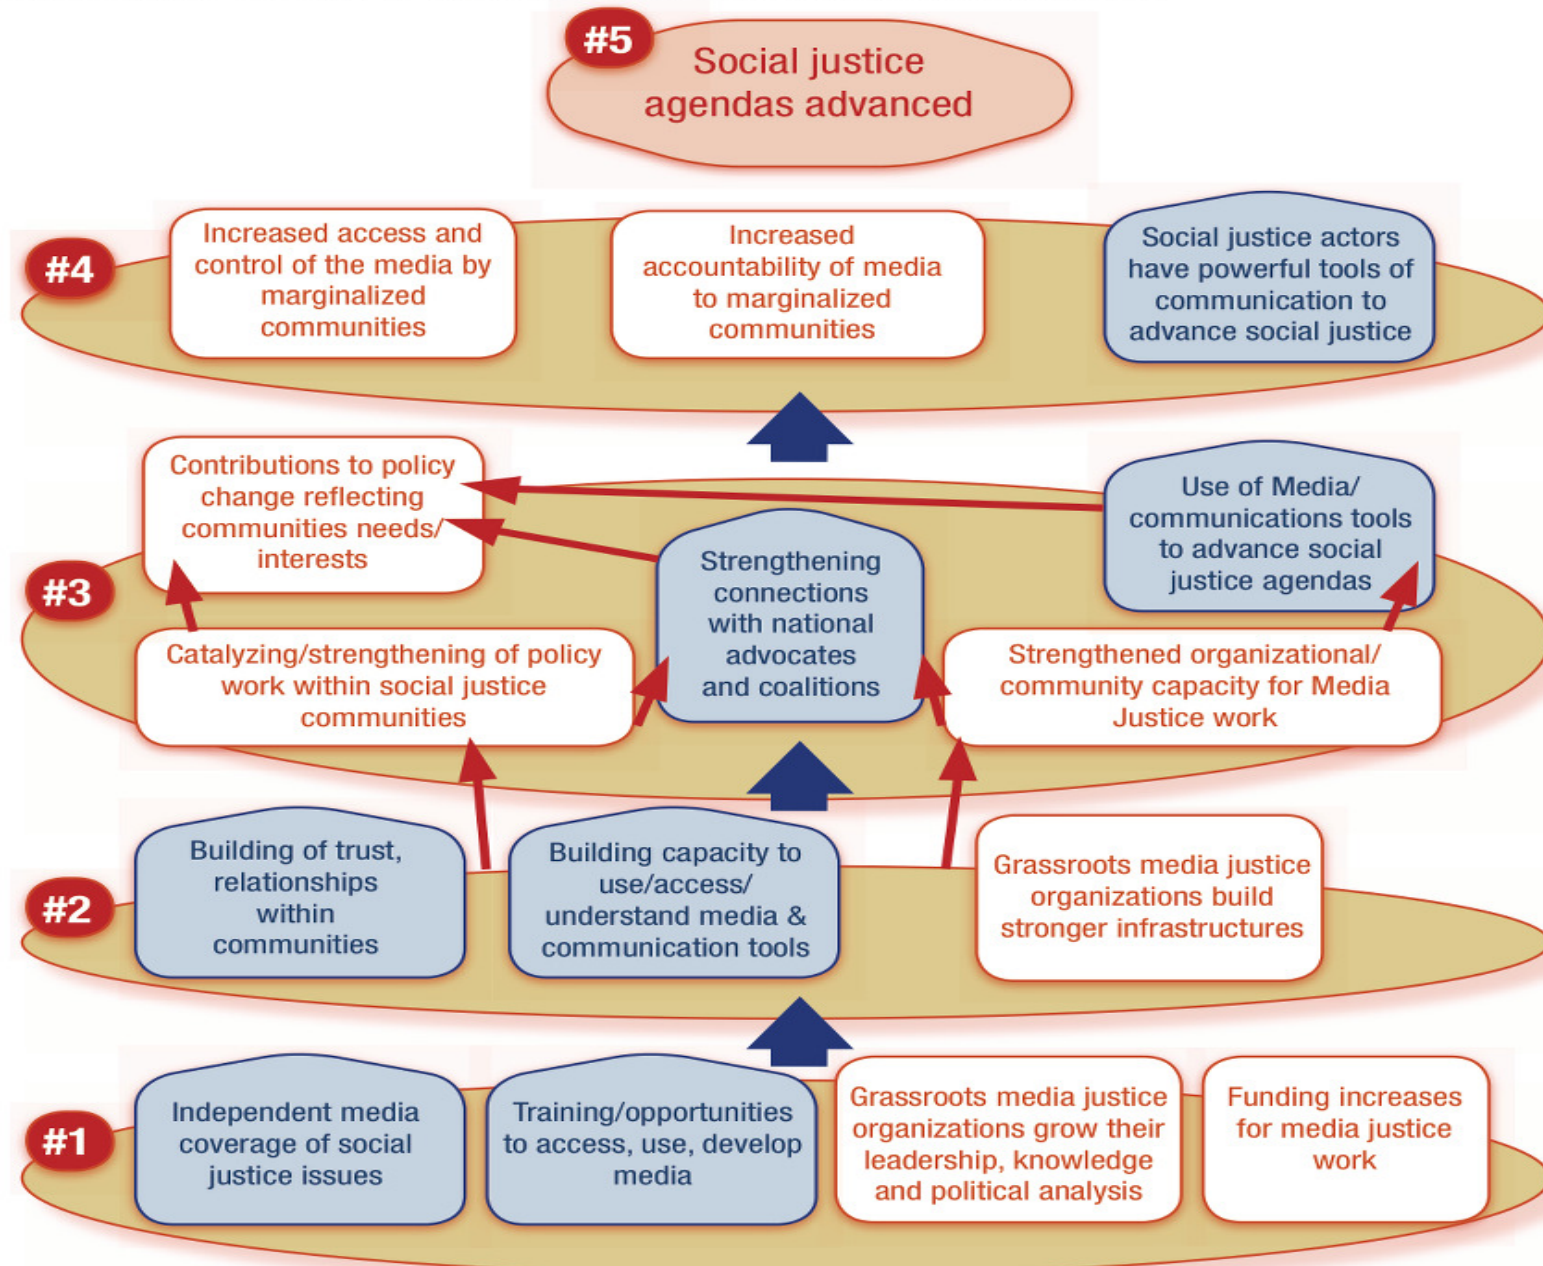 #5
Social justice
agendas advanced
#4
Increased access and
control of the media by
marginalized
communities
Increased
accountability of media
to marginalized
communities
Social justice actors
have powerful tools of
communication to
advance social justice
#3
Contributions to policy
change reflecting
communities needs/
interests
Strengthening
connections
with national
advocates
and coalitions
Use of Media/
communications tools
to advance social
justice agendas
Catalyzing/strengthening of policy
work within social justice
communities
Strengthened organizational/
community capacity for Media
Justice work
#2
Building of trust,
relationships
within
communities
Building capacity to
use/access/
understand media &
communication tools
Grassroots media justice
organizations build
stronger infrastructures
#1
Independent media
coverage of social
justice issues
Training/opportunities
to access, use, develop
media
Grassroots media justice
organizations grow their
leadership, knowledge
and political analysis
Funding increases
for media justice
work